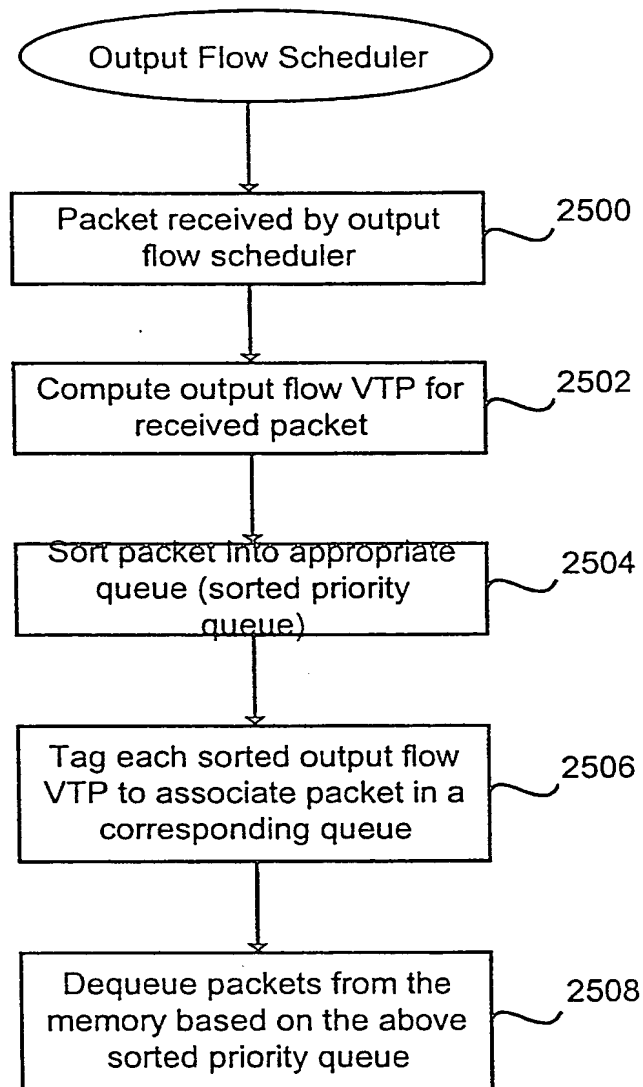 Output Flow Scheduler
Packet received by output
flow scheduler
2500
Compute output flow VTP for
received packet
2502
Sort packet into appropriate
queue (sorted priority
queue)
2504
Tag each sorted output flow
VTP to associate packet in a
corresponding queue
2506
Dequeue packets from the
memory based on the above
sorted priority queue
2508